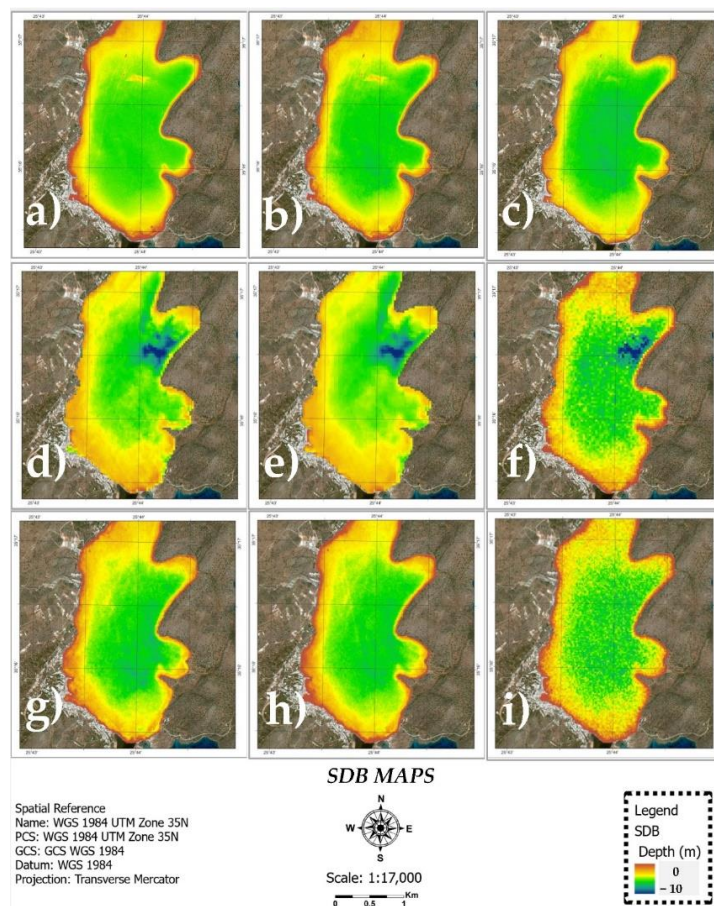 a)
b)
c)
d)
e)
f)
g)
h)
i)
SDB MAPS
Spatial Reference
Name: WGS 1984 UTM Zone 35N
PCS: WGS 1984 UTM Zone 35N
GCS: GCS WGS 1984
Datum: WGS 1984
Projection: Transverse Mercator
N
W
E
S
Scale: 1:17,000
0 0.5 1 Km
Legend
SDB
Depth (m)
0
– 10